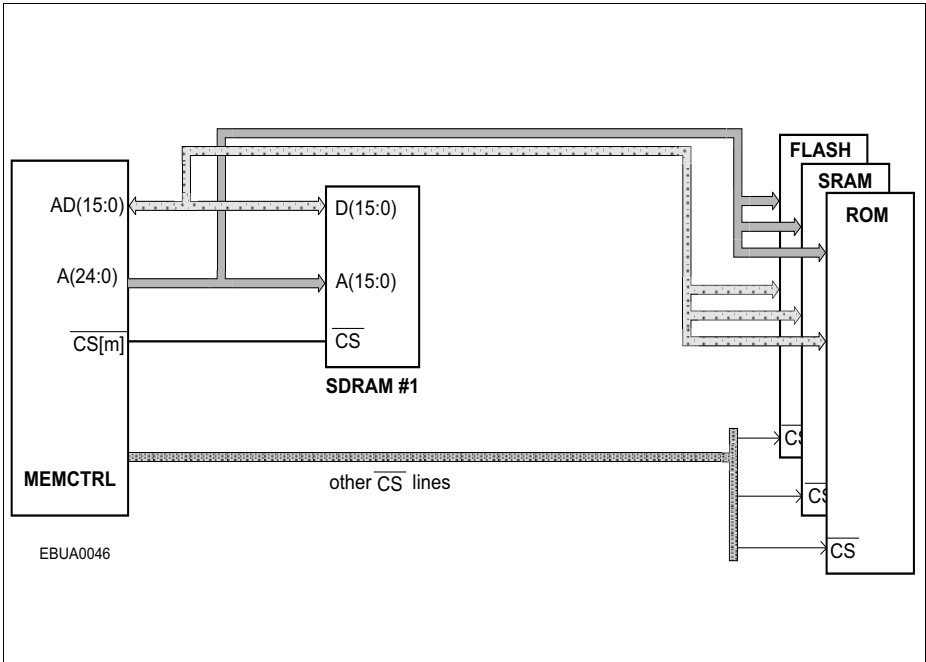 FLASH
SRAM
ROM
AD(15:0)
D(15:0)
A(24:0)
A(15:0)
CS[m]
CS
SDRAM #1
CS
MEMCTRL
other CS lines
CS
CS
EBUA0046